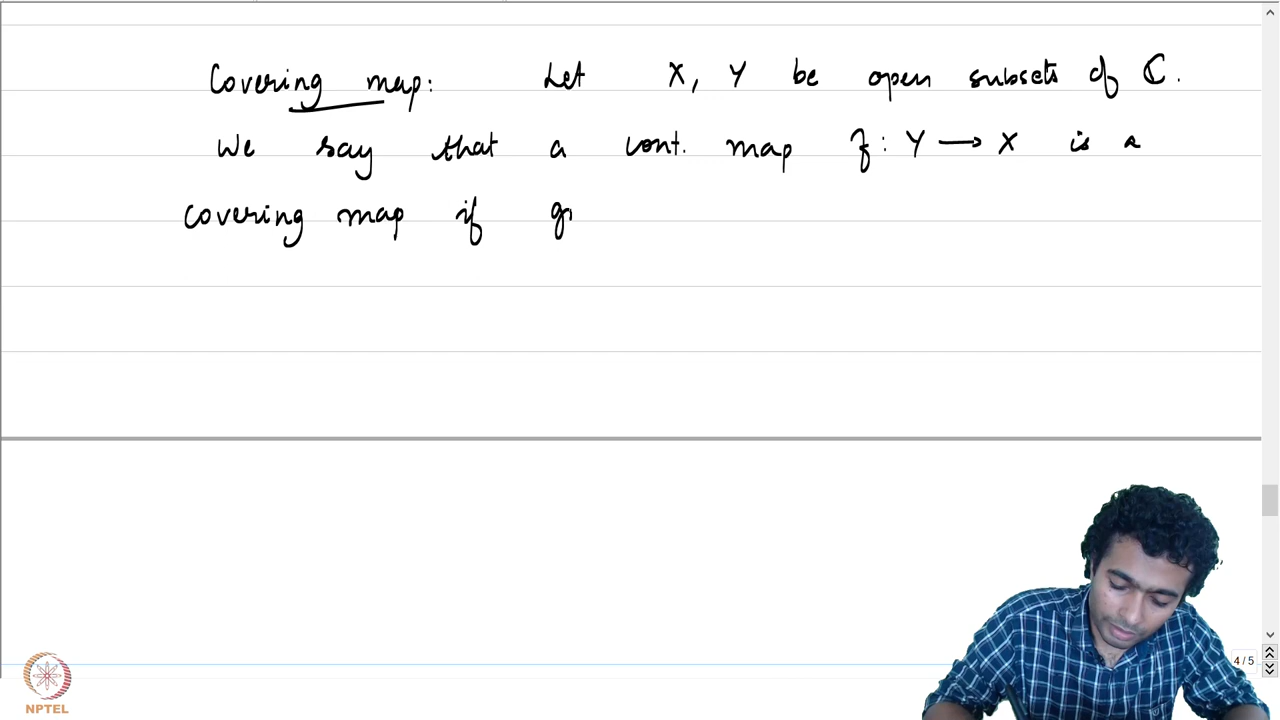 Covering map: Let X, Y be open subsets of ℂ.
We say that a cont. map f: Y ⟶ X is a
covering map if gi
4/5
NPTEL